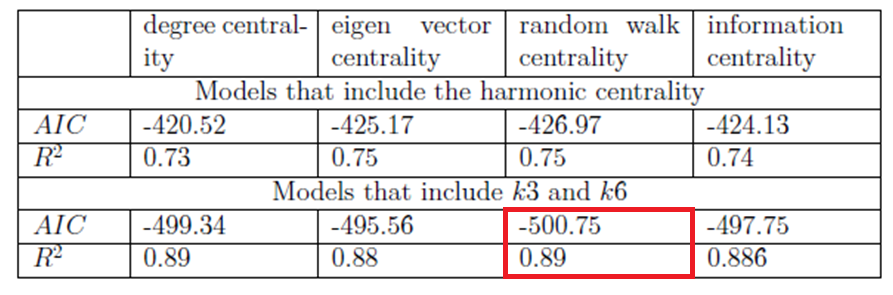 degree central- eigen vector random walk information
ity centrality centrality centrality
Models that include the harmonic centrality
AIC -420.52 -425.17 -426.97 -424.13
R² 0.73 0.75 0.75 0.74
Models that include k3 and k6
AIC -499.34 -495.56 -500.75 -497.75
R² 0.89 0.88 0.89 0.886